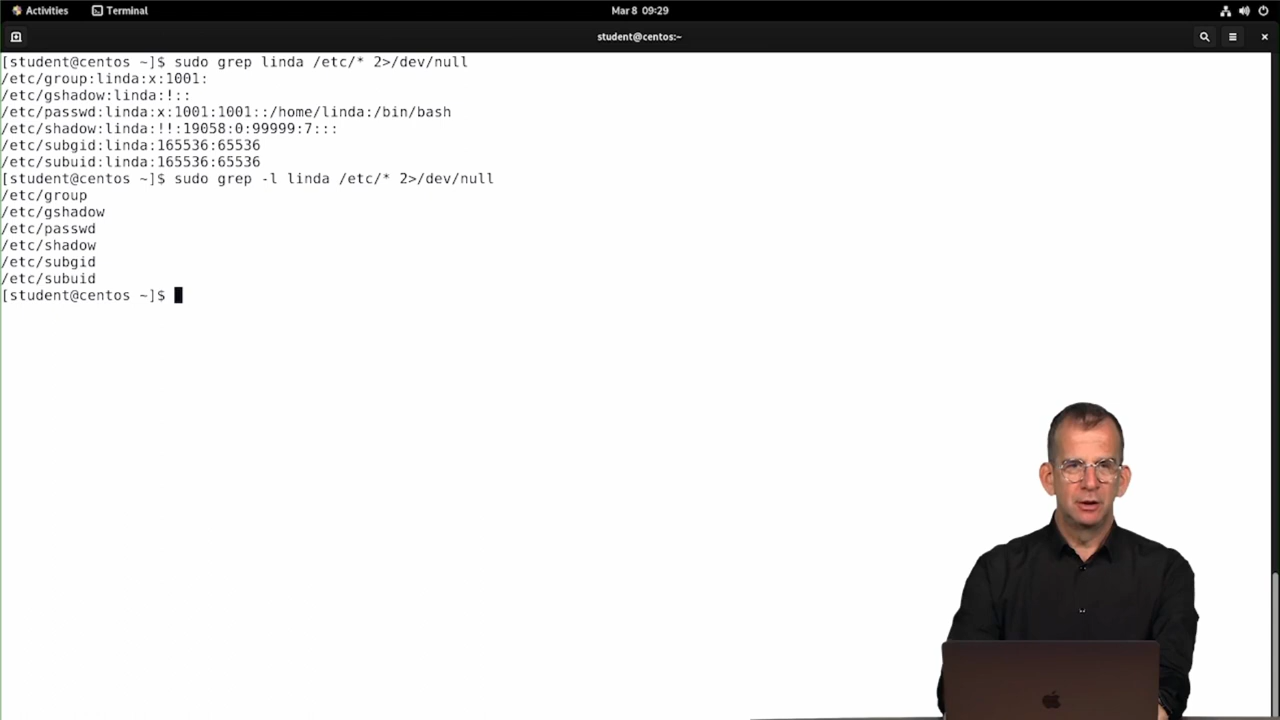 Activities Terminal Mar 8 09:29
student@centos:~
[student@centos ~]$ sudo grep linda /etc/* 2>/dev/null
/etc/group:linda:x:1001:
/etc/gshadow:linda:!::
/etc/passwd:linda:x:1001:1001::/home/linda:/bin/bash
/etc/shadow:linda:!!:19058:0:99999:7:::
/etc/subgid:linda:165536:65536
/etc/subuid:linda:165536:65536
[student@centos ~]$ sudo grep -l linda /etc/* 2>/dev/null
/etc/group
/etc/gshadow
/etc/passwd
/etc/shadow
/etc/subgid
/etc/subuid
[student@centos ~]$